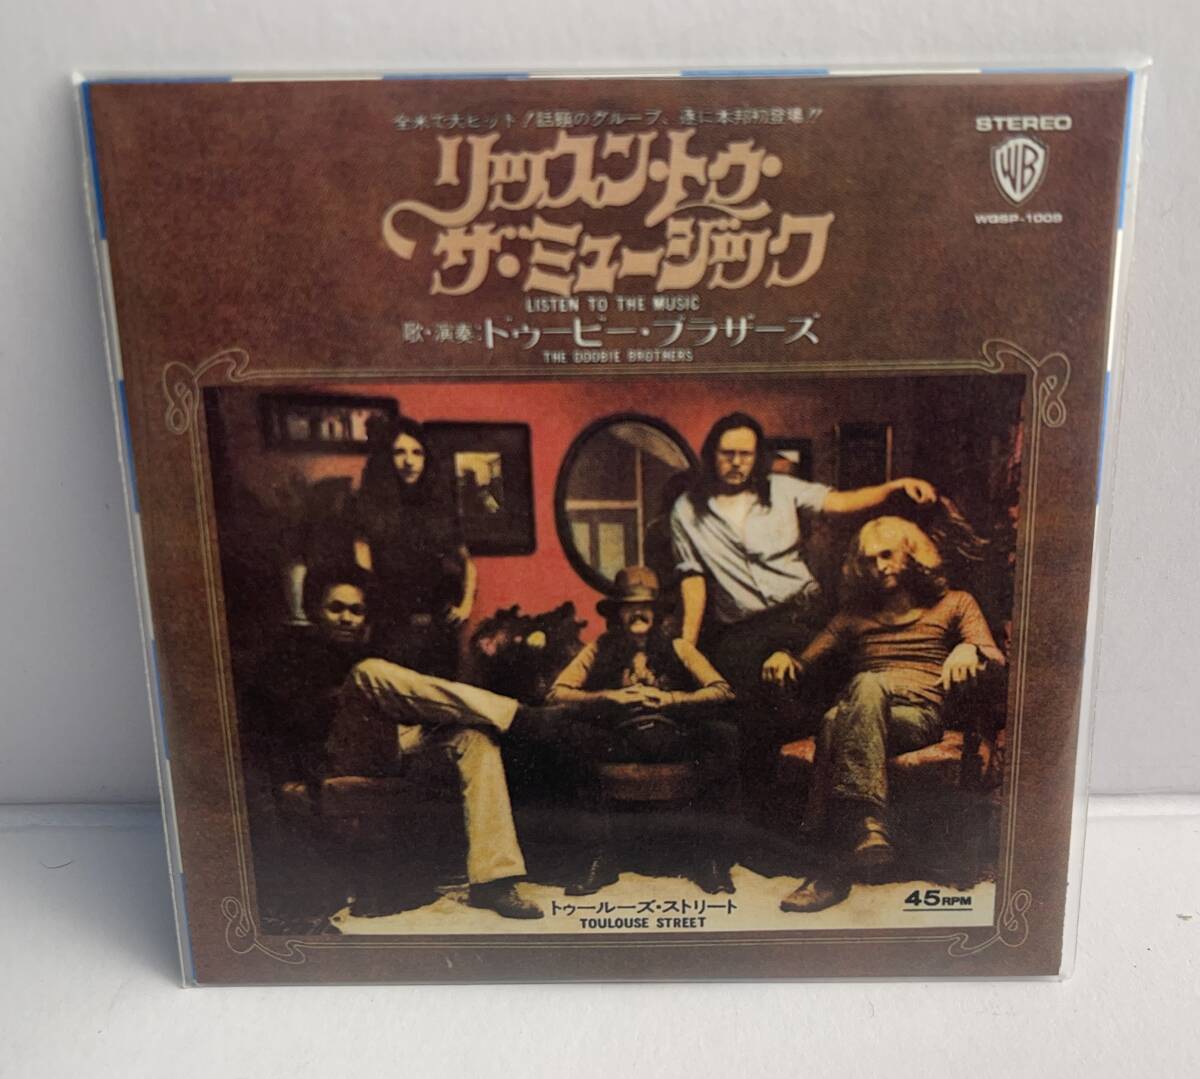 全米で大ヒット!話題のグループ、遂に本邦初登場!!
リッスン・トゥ・
ザ・ミュージック
LISTEN TO THE MUSIC
歌・演奏:ドゥービー・ブラザーズ
THE DOOBIE BROTHERS
STEREO
WB
WGSP-1009
トゥールーズ・ストリート
TOULOUSE STREET
45RPM